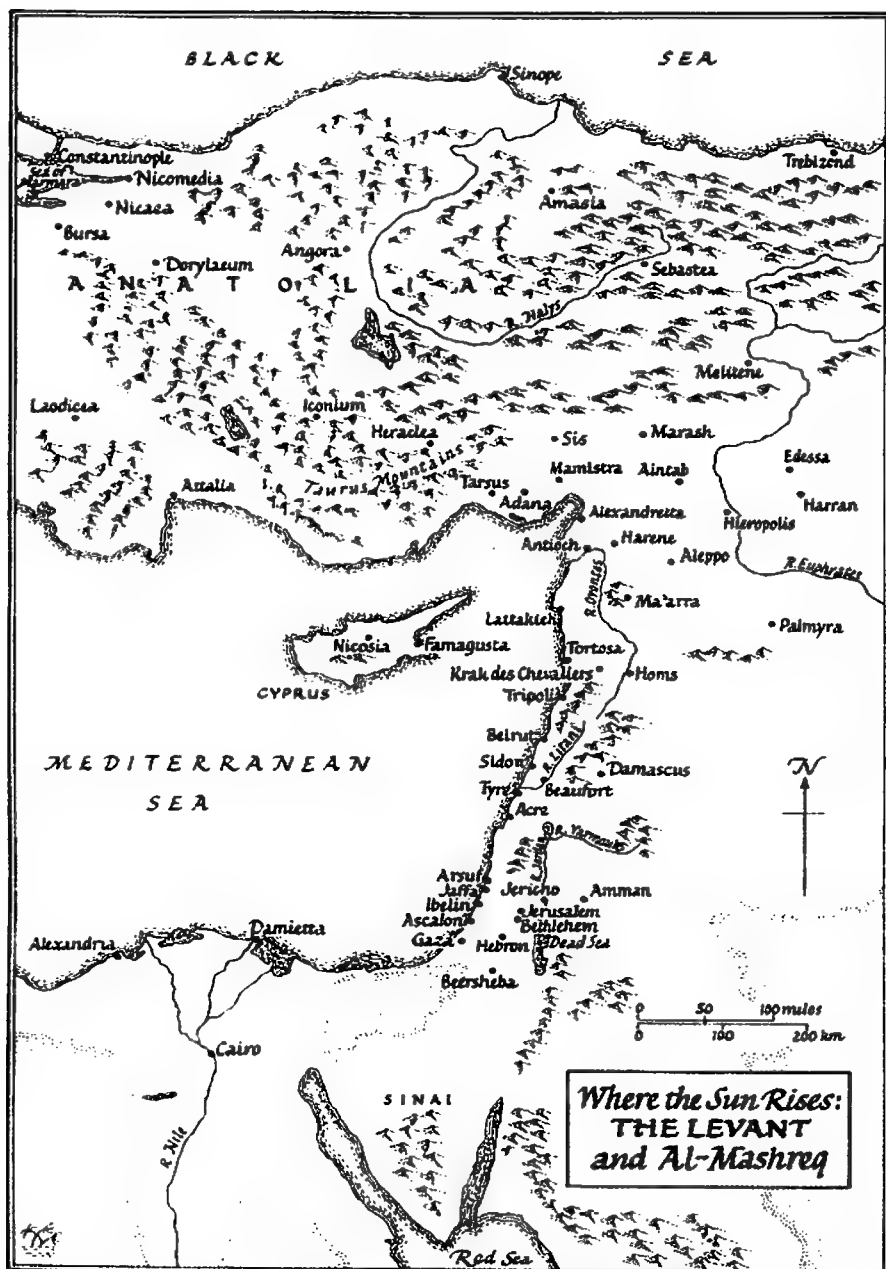 BLACK SEA
Sinope
Constantinople
Trebizond
Sea of Marmara
Nicomedia
Nicaea
Amasia
Bursa
Angora
Dorylaeum
Sebastea
ANATOLIA
R. Halys
Melitene
Laodicea
Iconium
Heraclea
Sis
Marash
Taurus Mountains
Mamistra
Aintab
Edessa
Tarsus
Attalia
Adana
Harran
Alexandretta
Hieropolis
Antioch
Harene
Aleppo
R. Euphrates
R. Orontes
Ma'arra
Lattakieh
Palmyra
Nicosia
Famagusta
Tortosa
Krak des Chevaliers
Homs
CYPRUS
Tripoli
Beirut
R. Litani
MEDITERRANEAN
SEA
Sidon
Damascus
N
Tyre
Beaufort
Acre
R. Yarmouk
R. Jordan
Arsuf
Jaffa
Jericho
Amman
Ibelin
Jerusalem
Ascalon
Bethlehem
Alexandria
Damietta
Gaza
Hebron
Dead Sea
Beersheba
0 50 100 miles
0 100 200 km
Cairo
SINAI
R. Nile
Where the Sun Rises:
THE LEVANT
and Al-Mashreq
Red Sea